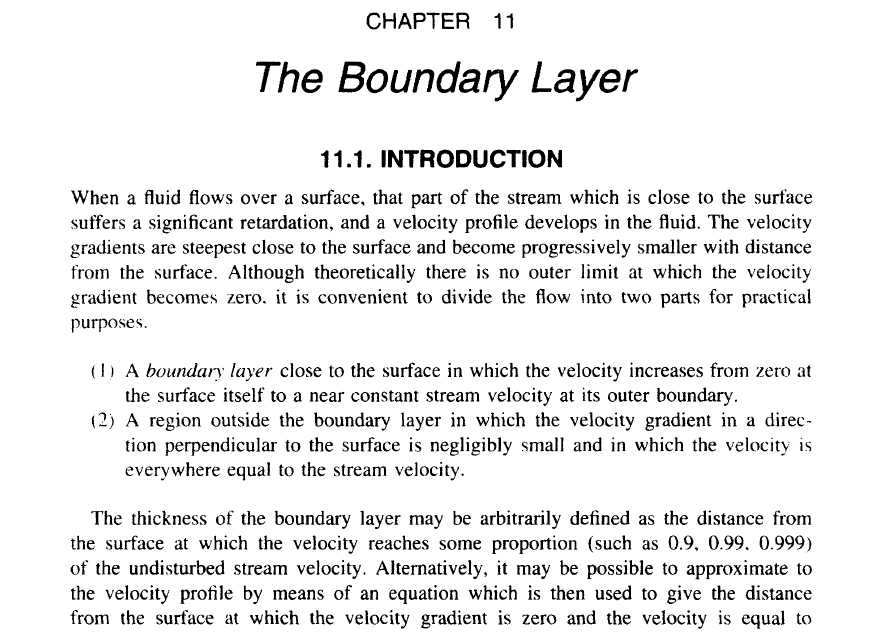 CHAPTER 11
The Boundary Layer
11.1. INTRODUCTION
When a fluid flows over a surface, that part of the stream which is close to the surface
suffers a significant retardation, and a velocity profile develops in the fluid. The velocity
gradients are steepest close to the surface and become progressively smaller with distance
from the surface. Although theoretically there is no outer limit at which the velocity
gradient becomes zero, it is convenient to divide the flow into two parts for practical
purposes.
(1) A boundary layer close to the surface in which the velocity increases from zero at
the surface itself to a near constant stream velocity at its outer boundary.
(2) A region outside the boundary layer in which the velocity gradient in a direc-
tion perpendicular to the surface is negligibly small and in which the velocity is
everywhere equal to the stream velocity.
The thickness of the boundary layer may be arbitrarily defined as the distance from
the surface at which the velocity reaches some proportion (such as 0.9, 0.99, 0.999)
of the undisturbed stream velocity. Alternatively, it may be possible to approximate to
the velocity profile by means of an equation which is then used to give the distance
from the surface at which the velocity gradient is zero and the velocity is equal to